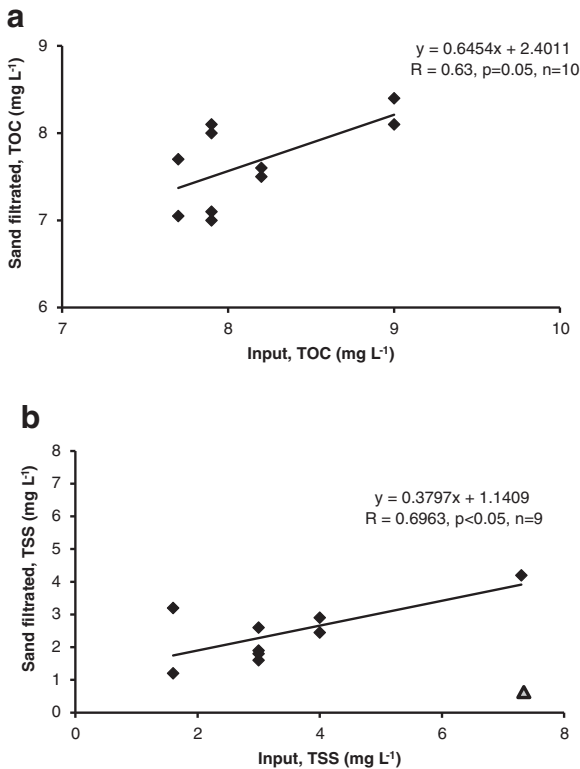 a
y = 0.6454x + 2.4011
R = 0.63, p=0.05, n=10
Sand filtrated, TOC (mg L-1)
9
8
7
6
7 8 9 10
Input, TOC (mg L-1)
b
y = 0.3797x + 1.1409
R = 0.6963, p<0.05, n=9
Sand filtrated, TSS (mg L-1)
8
7
6
5
4
3
2
1
0
0 2 4 6 8
Input, TSS (mg L-1)